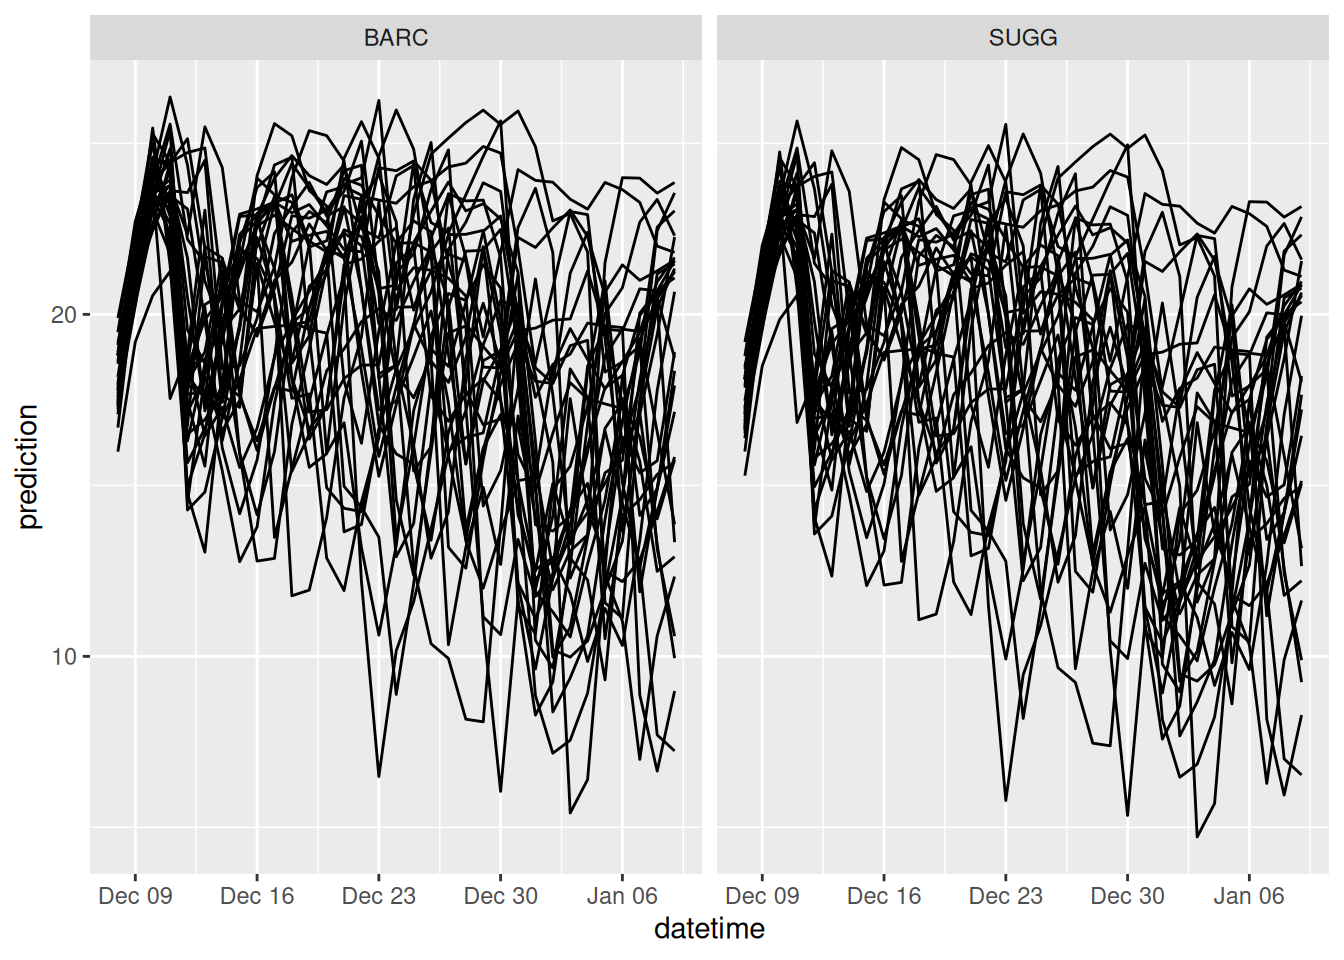 BARC
SUGG
prediction
20
10
Dec 09
Dec 16
Dec 23
Dec 30
Jan 06
Dec 09
Dec 16
Dec 23
Dec 30
Jan 06
datetime